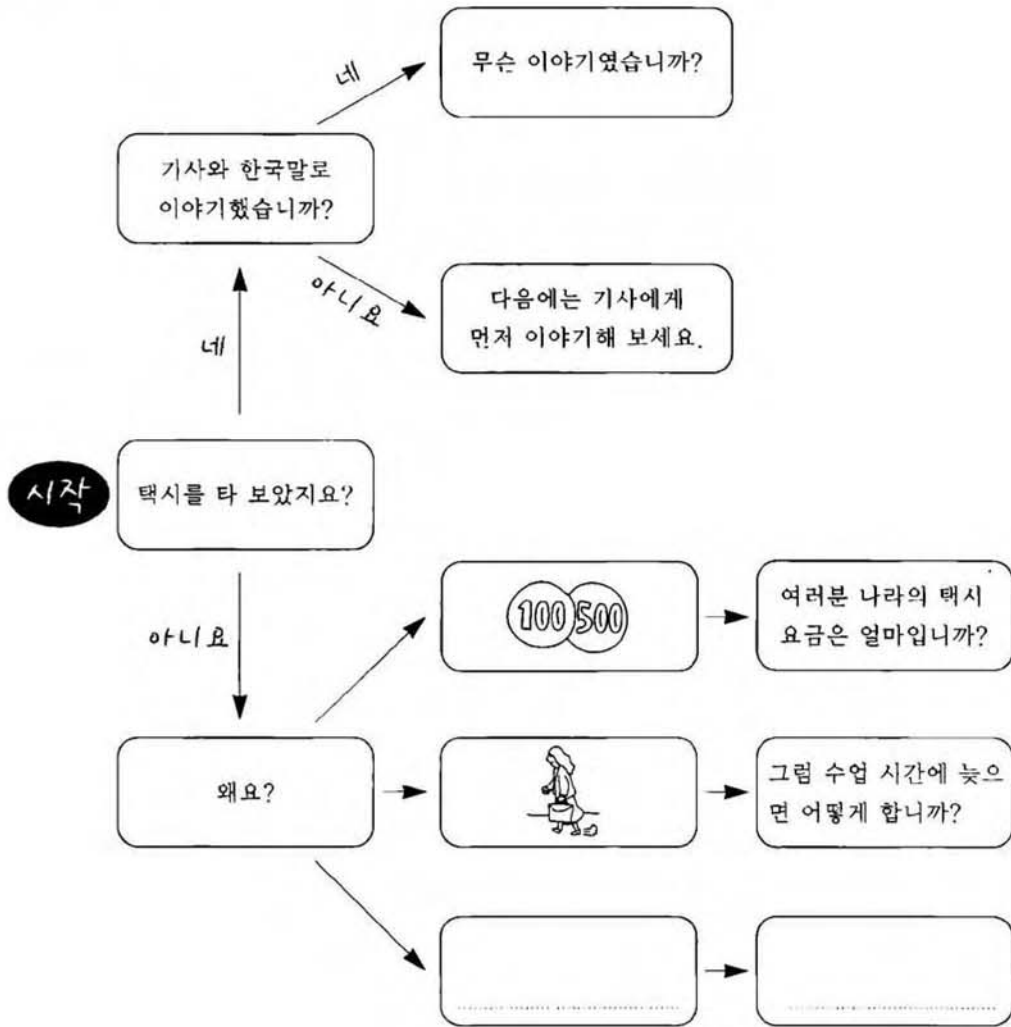 네
무슨 이야기였습니까?
기사와 한국말로
이야기했습니까?
아니요
다음에는 기사에게
먼저 이야기해 보세요.
네
시작
택시를 타 보았지요?
아니요
100 500
여러분 나라의 택시
요금은 얼마입니까?
왜요?
그럼 수업 시간에 늦으
면 어떻게 합니까?